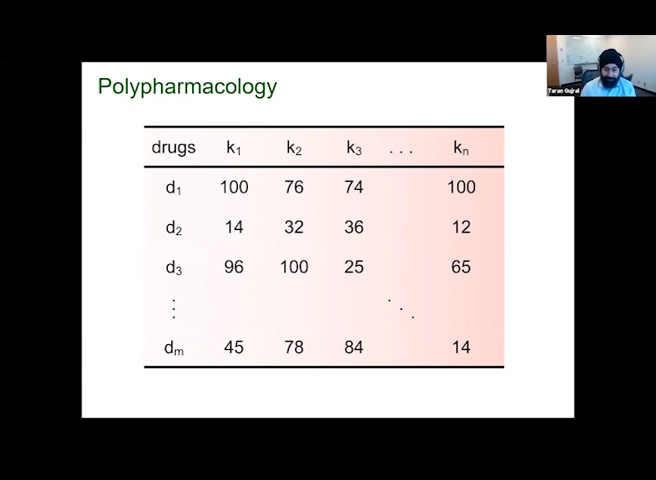 Polypharmacology
Taran Gujral
drugs k₁ k₂ k₃ . . . kₙ
d₁ 100 76 74 100
d₂ 14 32 36 12
d₃ 96 100 25 65
⋮ ⋱
dₘ 45 78 84 14